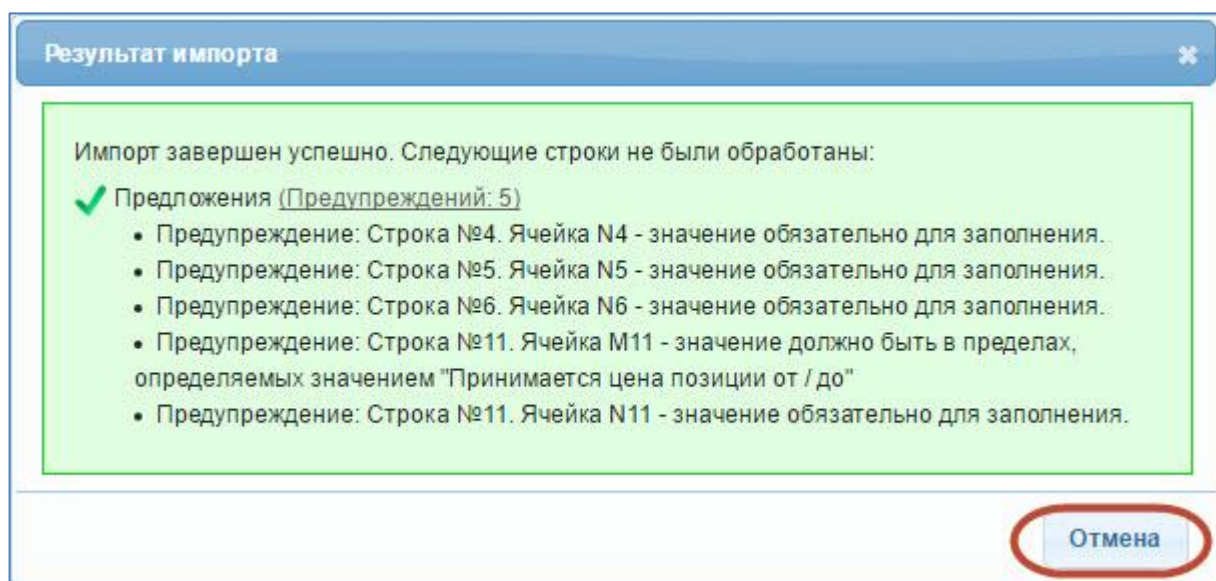 Результат импорта
Импорт завершен успешно. Следующие строки не были обработаны:
Предложения (Предупреждений: 5)
• Предупреждение: Строка №4. Ячейка N4 - значение обязательно для заполнения.
• Предупреждение: Строка №5. Ячейка N5 - значение обязательно для заполнения.
• Предупреждение: Строка №6. Ячейка N6 - значение обязательно для заполнения.
• Предупреждение: Строка №11. Ячейка M11 - значение должно быть в пределах,
определяемых значением "Принимается цена позиции от / до"
• Предупреждение: Строка №11. Ячейка N11 - значение обязательно для заполнения.
Отмена